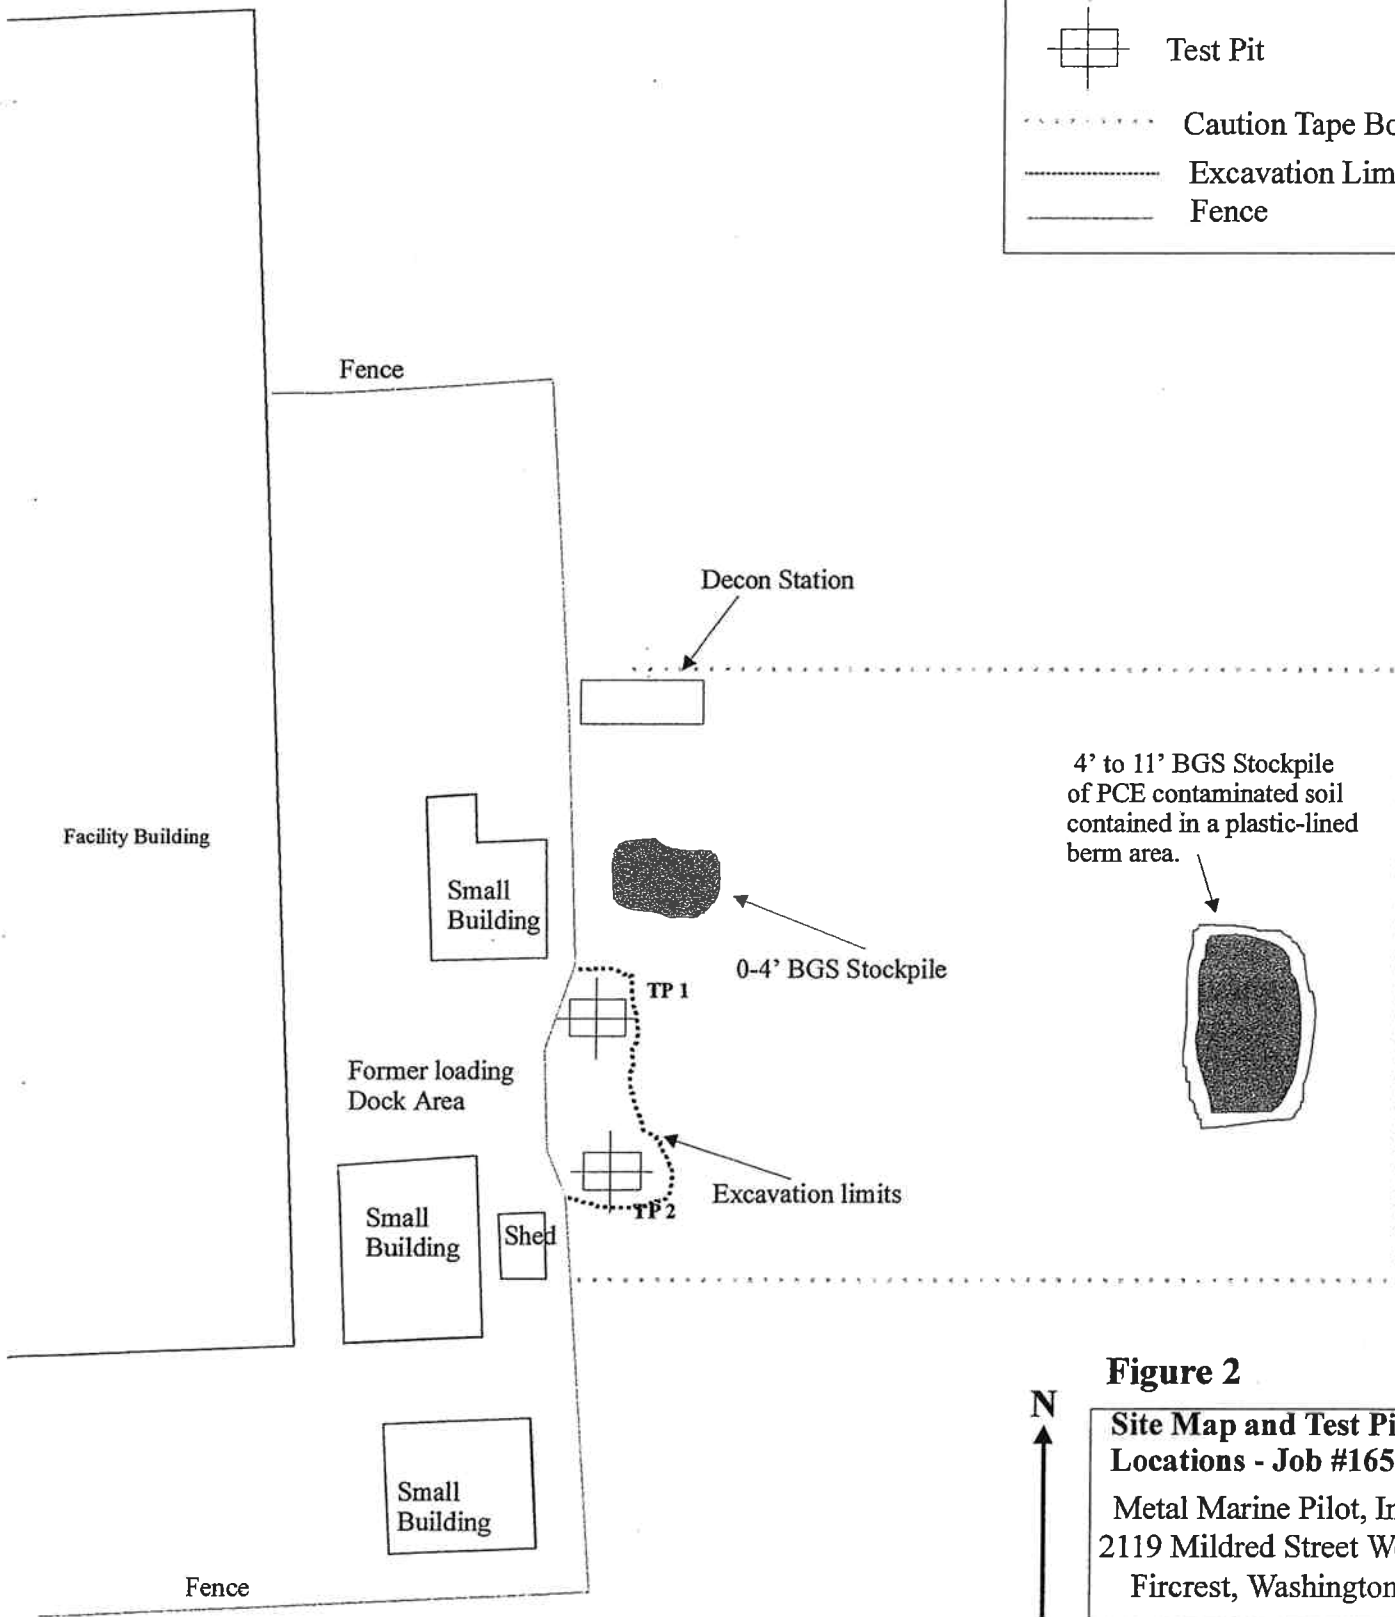 Test Pit
Caution Tape Bo
Excavation Lim
Fence
Fence
Decon Station
4’ to 11’ BGS Stockpile
of PCE contaminated soil
contained in a plastic-lined
berm area.
Facility Building
Small
Building
0-4’ BGS Stockpile
TP 1
Former loading
Dock Area
Excavation limits
TP 2
Small
Building
Shed
Small
Building
Fence
Figure 2
N
Site Map and Test Pi
Locations - Job #165
Metal Marine Pilot, In
2119 Mildred Street W
Fircrest, Washington